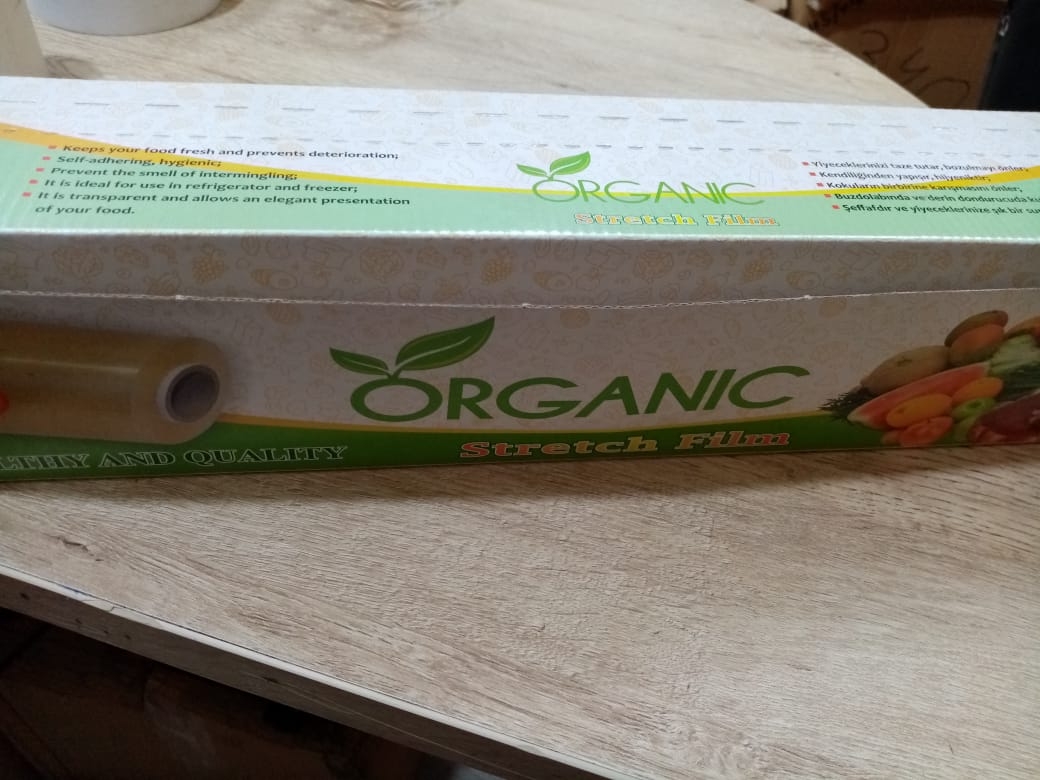 Keeps your food fresh and prevents deterioration;
Self-adhering, hygienic;
Prevent the smell of intermingling;
It is ideal for use in refrigerator and freezer;
It is transparent and allows an elegant presentation
of your food.
ORGANIC
Stretch Film
Yiyeceklerinizi taze tutar, bozulmayı önler;
Kendiliğinden yapışır, hijyeniktir;
Kokuların birbirine karışmasını önler;
Buzdolabında ve derin dondurucuda
Şeffafdır ve yiyeceklerinize şık bir
ORGANIC
Stretch Film
LTHY AND QUALITY